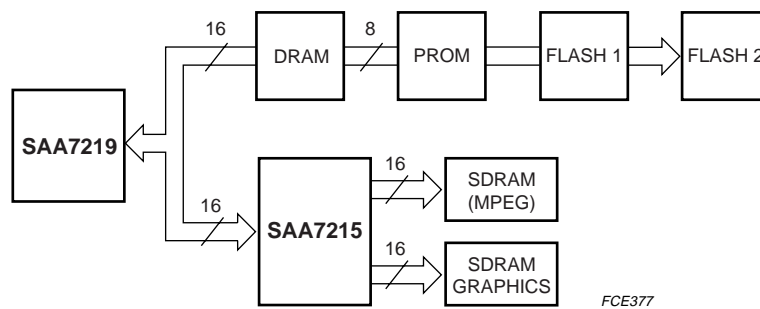 16
8
DRAM
PROM
FLASH 1
FLASH 2
SAA7219
16
SAA7215
16
SDRAM
(MPEG)
16
SDRAM
GRAPHICS
FCE377